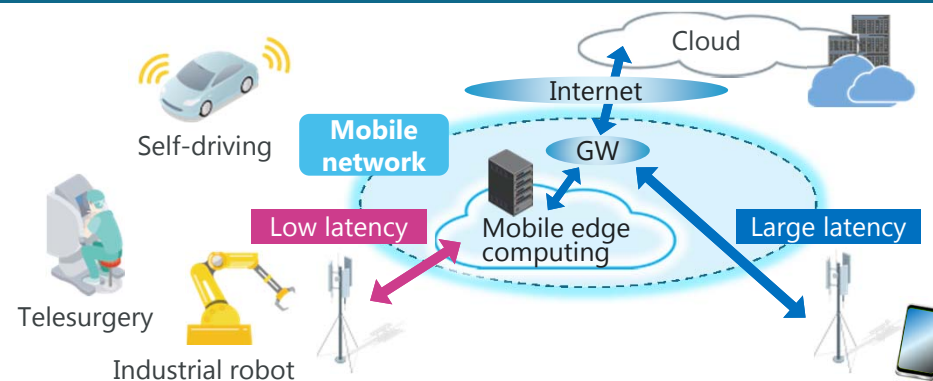 Cloud
Internet
Self-driving
Mobile
network
GW
Low latency
Mobile edge
computing
Large latency
Telesurgery
Industrial robot